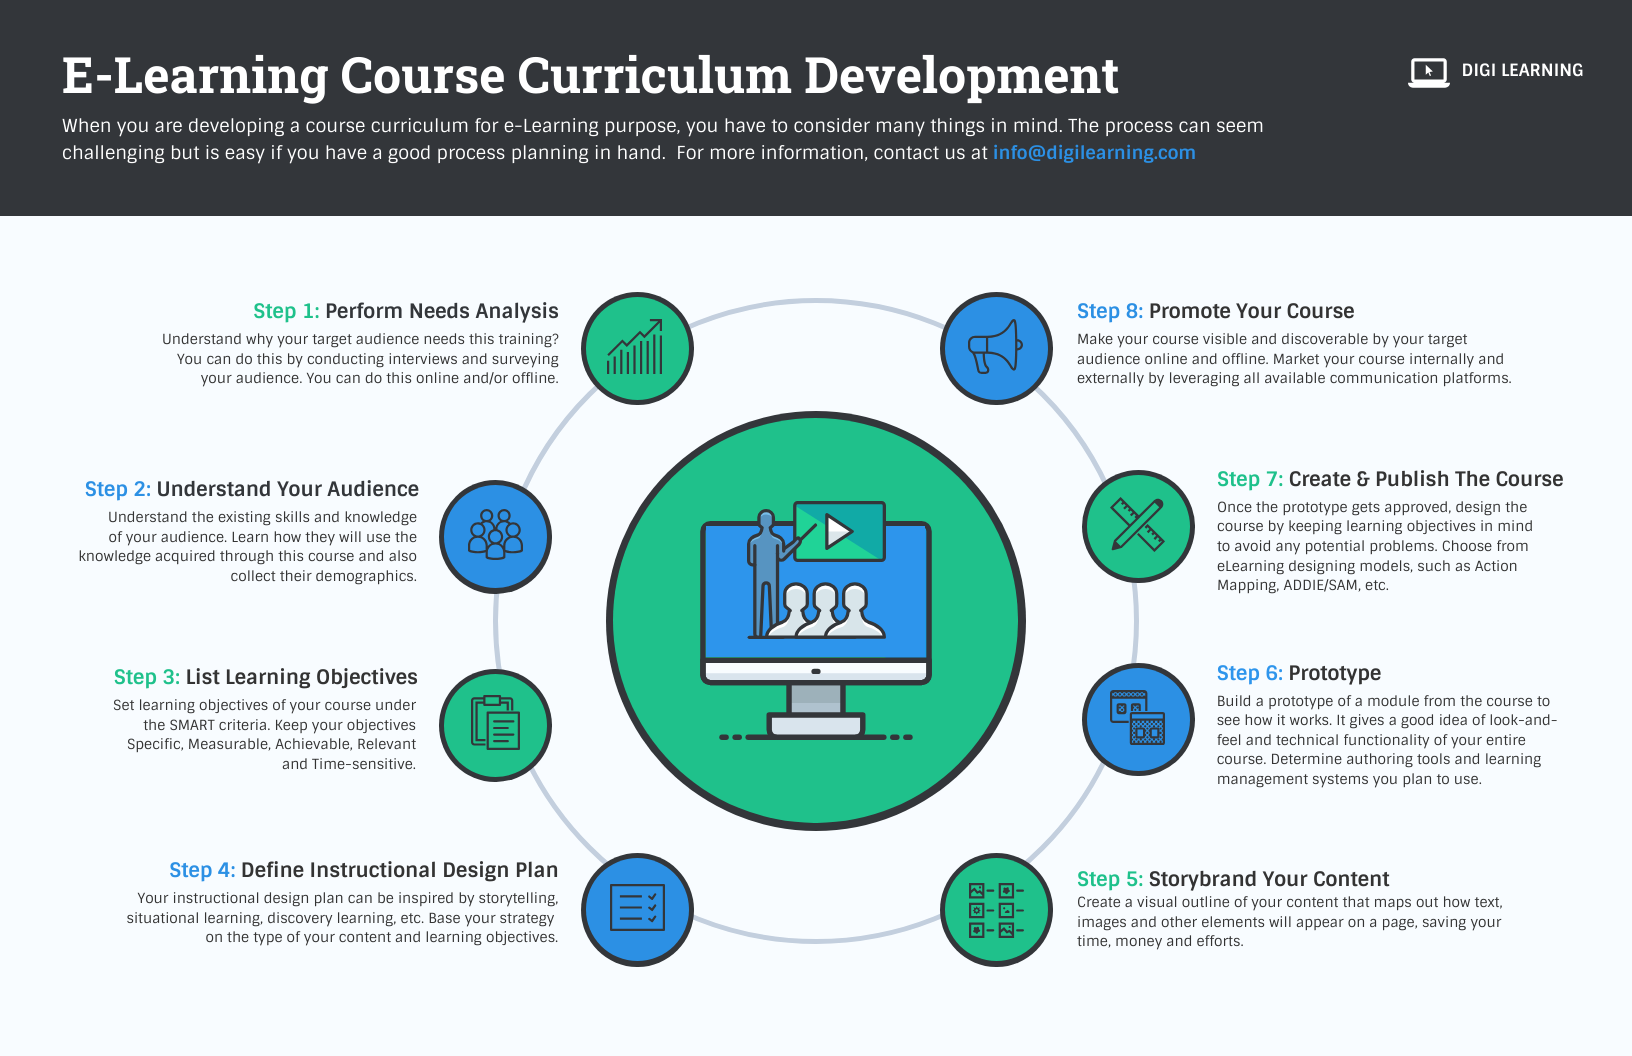 E-Learning Course Curriculum Development
DIGI LEARNING
When you are developing a course curriculum for e-Learning purpose, you have to consider many things in mind. The process can seem
challenging but is easy if you have a good process planning in hand.  For more information, contact us at info@digilearning.com
Step 1: Perform Needs Analysis
Understand why your target audience needs this training?
You can do this by conducting interviews and surveying
your audience. You can do this online and/or offline.
Step 2: Understand Your Audience
Understand the existing skills and knowledge
of your audience. Learn how they will use the
knowledge acquired through this course and also
collect their demographics.
Step 3: List Learning Objectives
Set learning objectives of your course under
the SMART criteria. Keep your objectives
Specific, Measurable, Achievable, Relevant
and Time-sensitive.
Step 4: Define Instructional Design Plan
Your instructional design plan can be inspired by storytelling,
situational learning, discovery learning, etc. Base your strategy
on the type of your content and learning objectives.
Step 5: Storybrand Your Content
Create a visual outline of your content that maps out how text,
images and other elements will appear on a page, saving your
time, money and efforts.
Step 6: Prototype
Build a prototype of a module from the course to
see how it works. It gives a good idea of look-and-
feel and technical functionality of your entire
course. Determine authoring tools and learning
management systems you plan to use.
Step 7: Create & Publish The Course
Once the prototype gets approved, design the
course by keeping learning objectives in mind
to avoid any potential problems. Choose from
eLearning designing models, such as Action
Mapping, ADDIE/SAM, etc.
Step 8: Promote Your Course
Make your course visible and discoverable by your target
audience online and offline. Market your course internally and
externally by leveraging all available communication platforms.